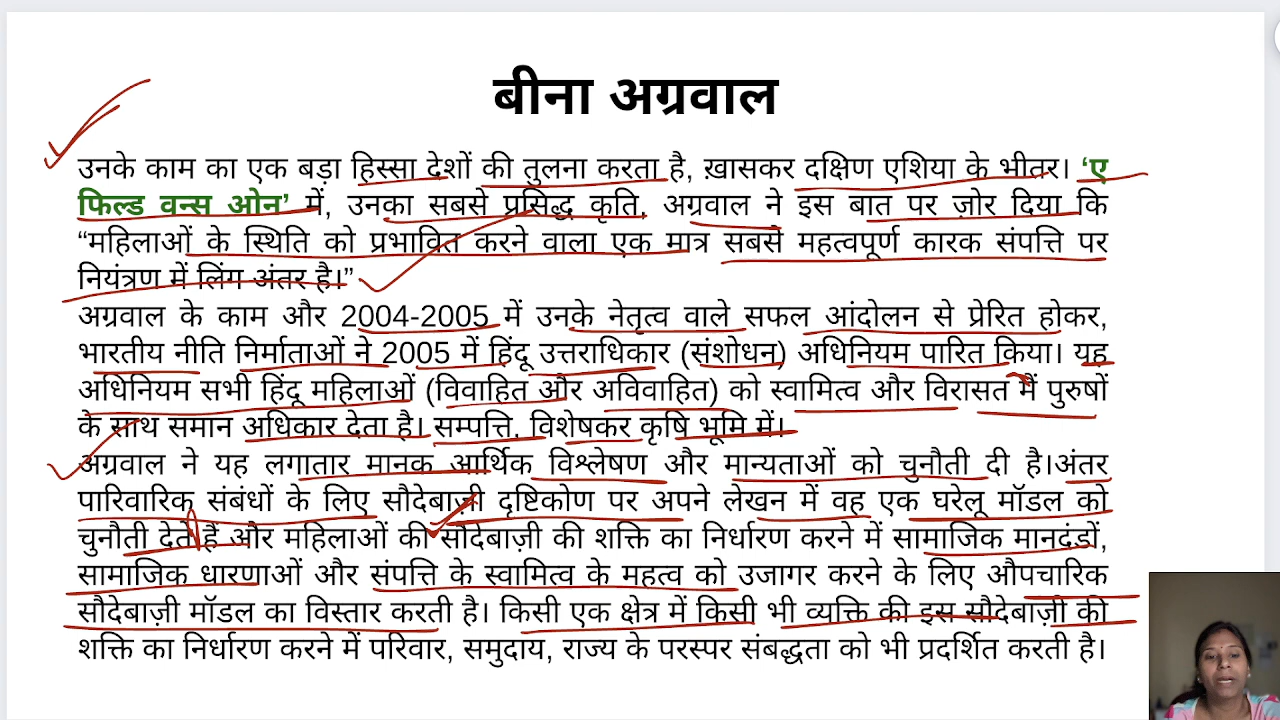 बीना अग्रवाल
उनके काम का एक बड़ा हिस्सा देशों की तुलना करता है, ख़ासकर दक्षिण एशिया के भीतर। ‘ए
फिल्ड वन्स ओन’ में, उनका सबसे प्रसिद्ध कृति, अग्रवाल ने इस बात पर ज़ोर दिया कि
“महिलाओं के स्थिति को प्रभावित करने वाला एक मात्र सबसे महत्वपूर्ण कारक संपत्ति पर
नियंत्रण में लिंग अंतर है।”
अग्रवाल के काम और 2004-2005 में उनके नेतृत्व वाले सफल आंदोलन से प्रेरित होकर,
भारतीय नीति निर्माताओं ने 2005 में हिंदू उत्तराधिकार (संशोधन) अधिनियम पारित किया। यह
अधिनियम सभी हिंदू महिलाओं (विवाहित और अविवाहित) को स्वामित्व और विरासत में पुरुषों
के साथ समान अधिकार देता है। सम्पत्ति, विशेषकर कृषि भूमि में।
अग्रवाल ने यह लगातार मानक आर्थिक विश्लेषण और मान्यताओं को चुनौती दी है।अंतर
पारिवारिक संबंधों के लिए सौदेबाज़ी दृष्टिकोण पर अपने लेखन में वह एक घरेलू मॉडल को
चुनौती देते हैं और महिलाओं की सौदेबाज़ी की शक्ति का निर्धारण करने में सामाजिक मानदंडों,
सामाजिक धारणाओं और संपत्ति के स्वामित्व के महत्व को उजागर करने के लिए औपचारिक
सौदेबाज़ी मॉडल का विस्तार करती है। किसी एक क्षेत्र में किसी भी व्यक्ति की इस सौदेबाज़ी की
शक्ति का निर्धारण करने में परिवार, समुदाय, राज्य के परस्पर संबद्धता को भी प्रदर्शित करती है।